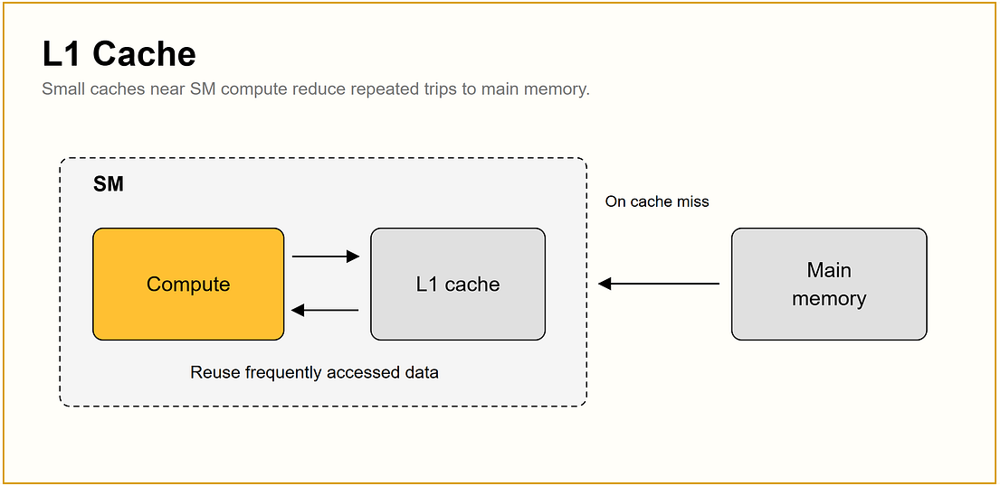 L1 Cache
Small caches near SM compute reduce repeated trips to main memory.
SM
On cache miss
Compute
L1 cache
Main
memory
Reuse frequently accessed data